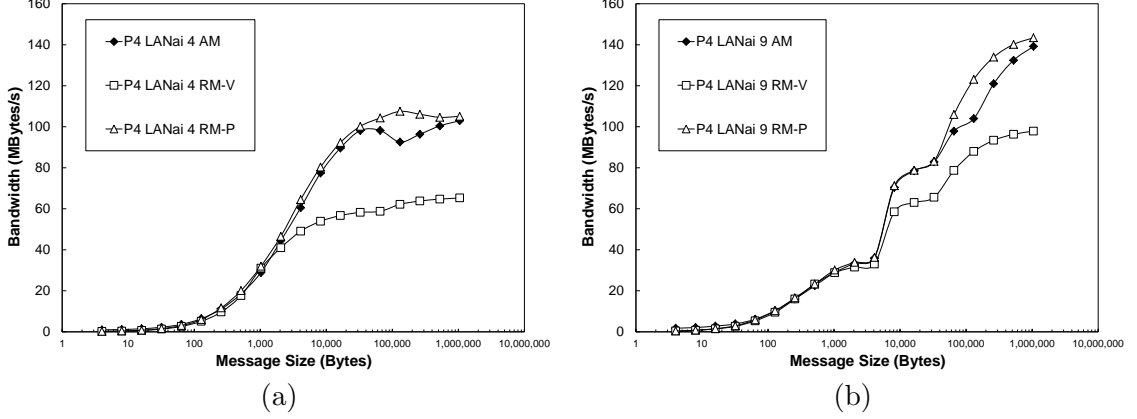 160
140
120
100
80
60
40
20
0
Bandwidth (MBytes/s)
P4 LANai 4 AM
P4 LANai 4 RM-V
P4 LANai 4 RM-P
1 10 100 1,000 10,000 100,000 1,000,000 10,000,000
Message Size (Bytes)
(a)
160
140
120
100
80
60
40
20
0
Bandwidth (MBytes/s)
P4 LANai 9 AM
P4 LANai 9 RM-V
P4 LANai 9 RM-P
1 10 100 1,000 10,000 100,000 1,000,000 10,000,000
Message Size (Bytes)
(b)